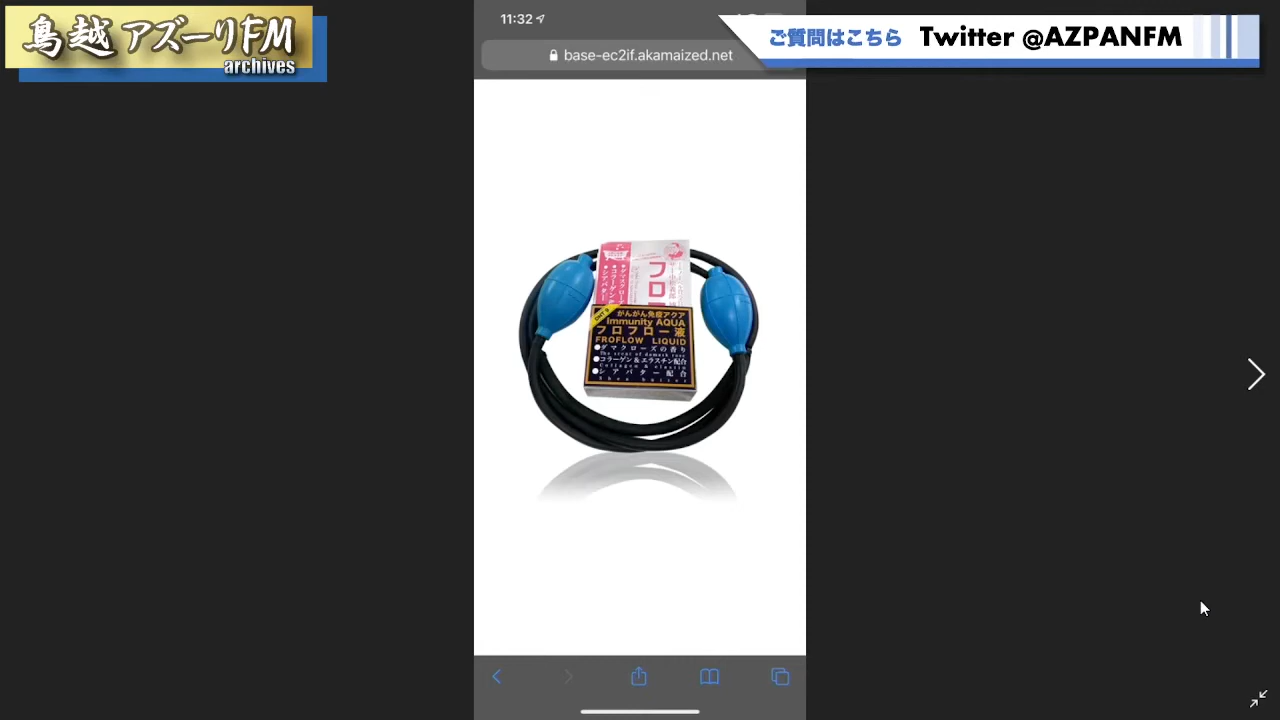 鳥越アズーリFM
archives
11:32
ご質問はこちら Twitter @AZPANFM
base-ec2if.akamaized.net
フロ
がんがん免疫アクア
Immunity AQUA
フロフロー液
FROFLOW LIQUID
●ダマクローズの香り
The scent of damask rose
●コラーゲン&エラスチン配合
Collagen & elastin
●シアバター配合
Shea butter